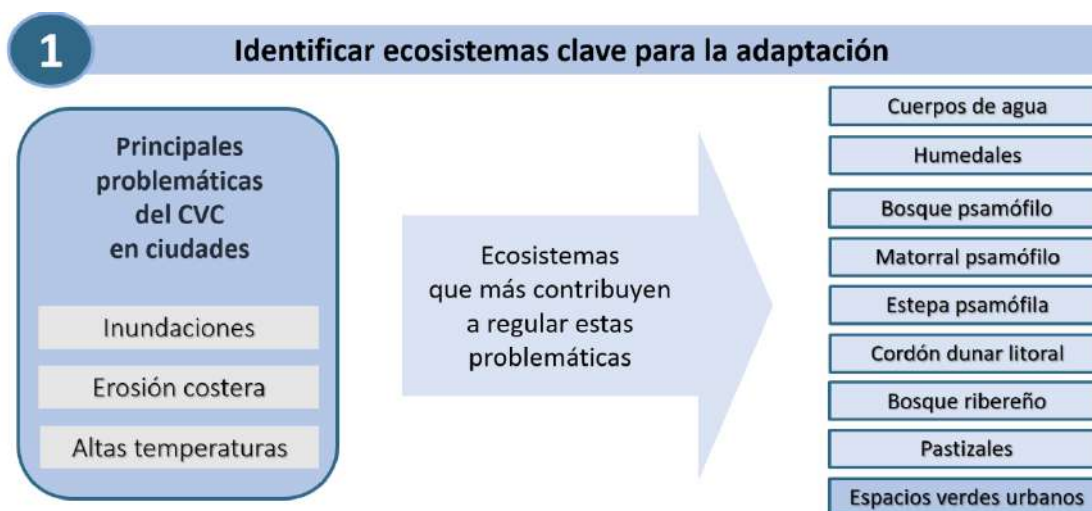 1
Identificar ecosistemas clave para la adaptación
Principales
problemáticas
del CVC
en ciudades
Inundaciones
Erosión costera
Altas temperaturas
Ecosistemas
que más contribuyen
a regular estas
problemáticas
Cuerpos de agua
Humedales
Bosque psamófilo
Matorral psamófilo
Estepa psamófila
Cordón dunar litoral
Bosque ribereño
Pastizales
Espacios verdes urbanos